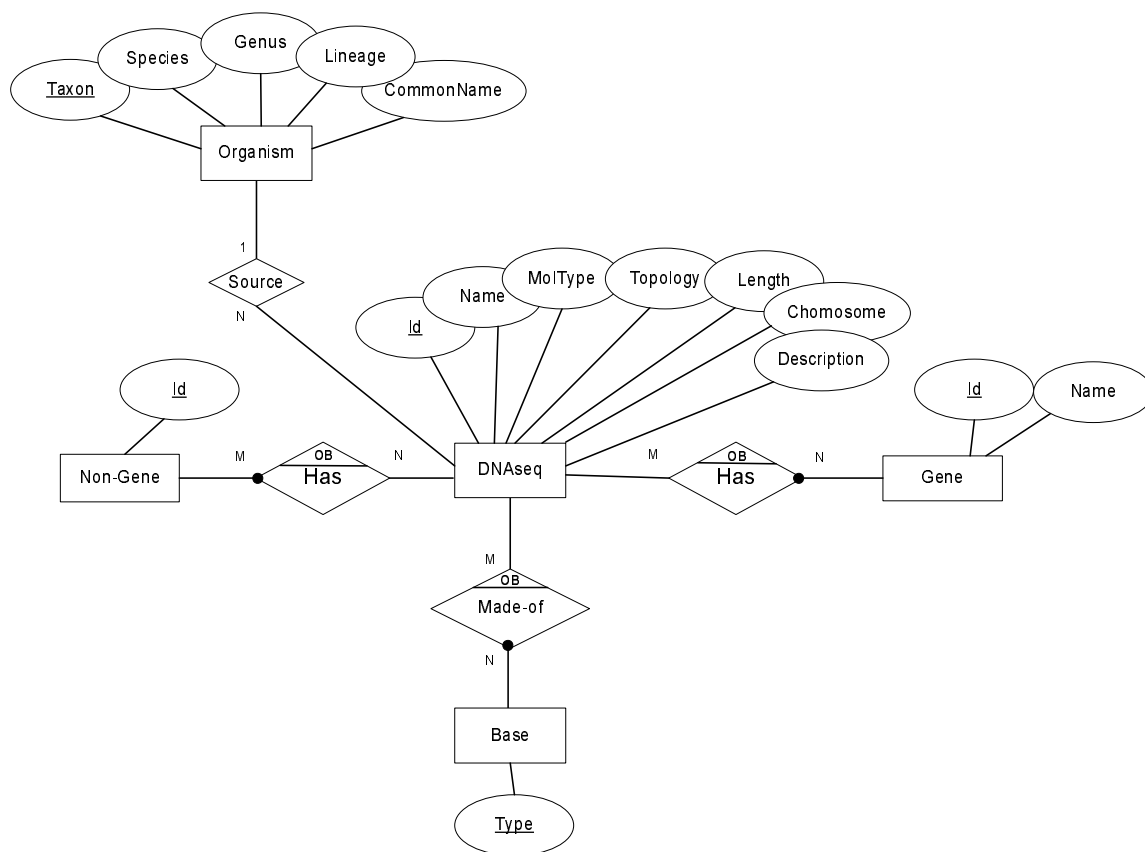 Genus
Species
Lineage
Taxon
CommonName
Organism
1
Source
N
MolType
Topology
Length
Name
Id
Chomosome
Description
Id
Id
Name
M
OB
Has
N
DNAseq
M
OB
Has
N
Non-Gene
Gene
M
OB
Made-of
N
Base
Type